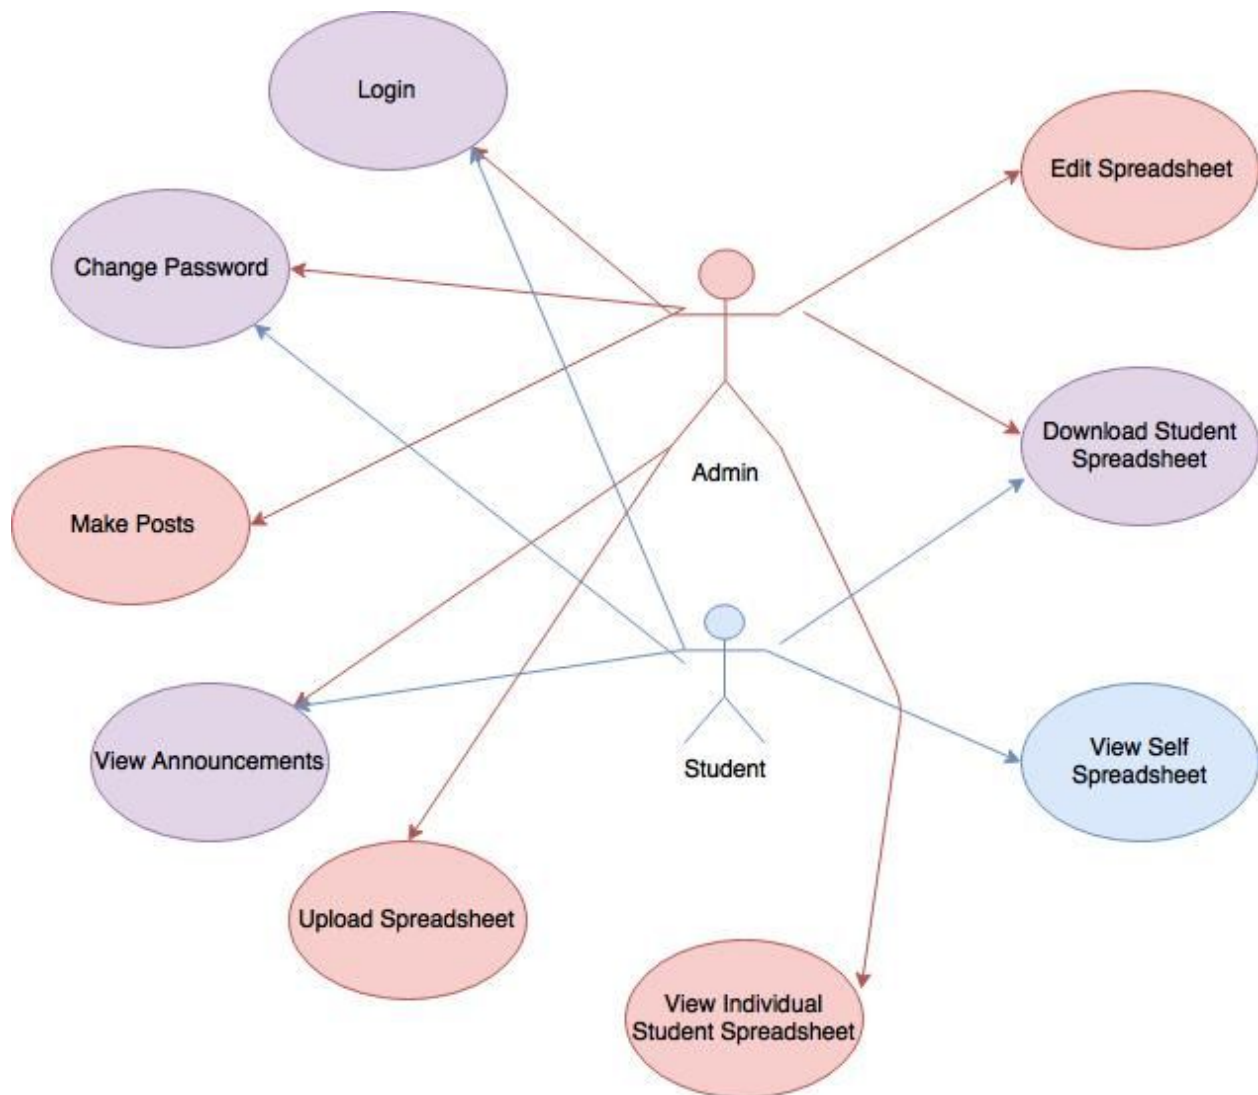 Login
Edit Spreadsheet
Change Password
Download Student
Spreadsheet
Admin
Make Posts
View Announcements
Student
View Self
Spreadsheet
Upload Spreadsheet
View Individual
Student Spreadsheet